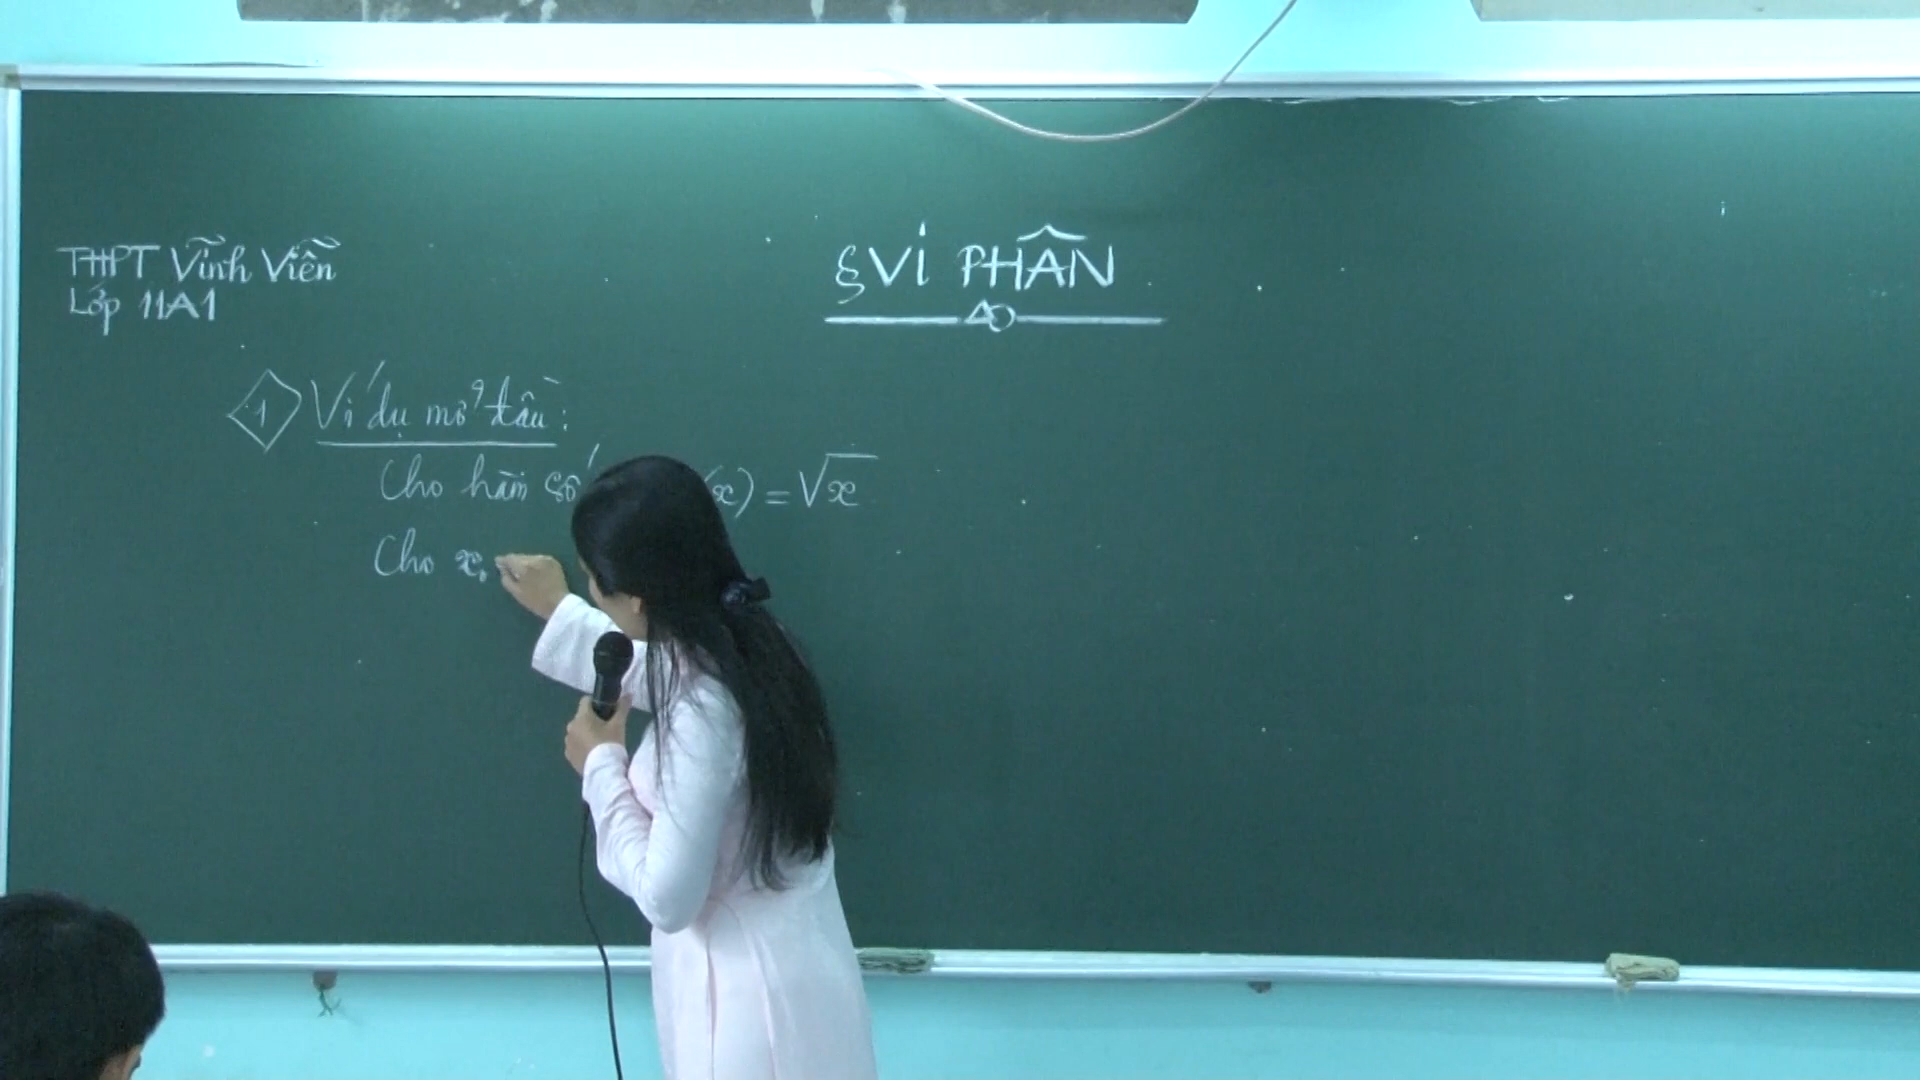 THPT Vĩnh Viễn
Lớp 11A1
§VI PHÂN
1 Ví dụ mở đầu:
Cho hàm số (x) = √x
Cho x₀